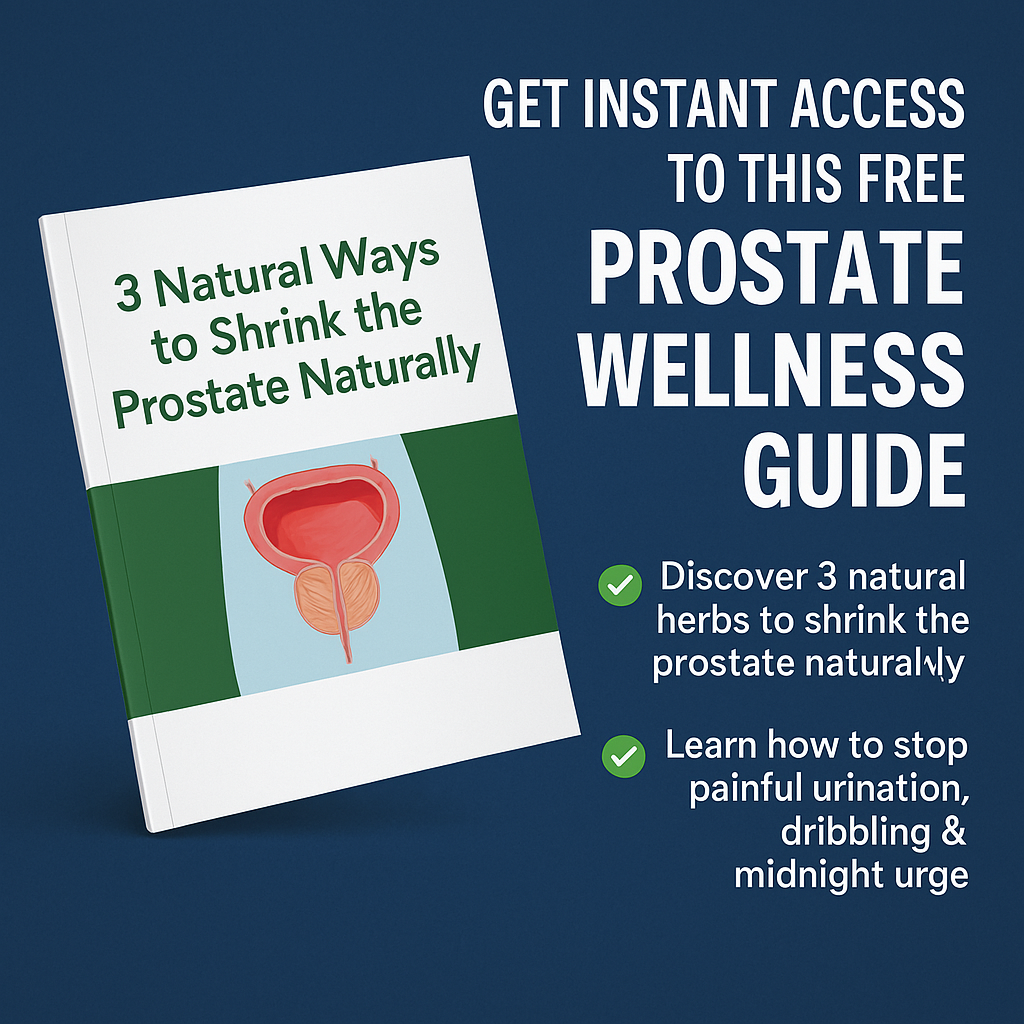 GET INSTANT ACCESS
TO THIS FREE
PROSTATE
WELLNESS
GUIDE
3 Natural Ways
to Shrink the
Prostate Naturally
Discover 3 natural
herbs to shrink the
prostate naturally
Learn how to stop
painful urination,
dribbling &
midnight urge